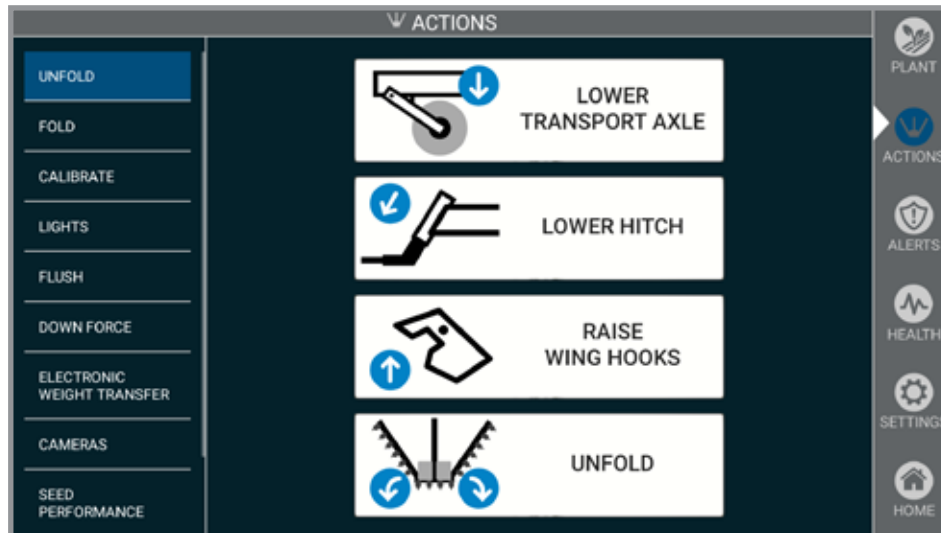 ACTIONS
UNFOLD
FOLD
CALIBRATE
LIGHTS
FLUSH
DOWN FORCE
ELECTRONIC
WEIGHT TRANSFER
CAMERAS
SEED
PERFORMANCE
LOWER
TRANSPORT AXLE
LOWER HITCH
RAISE
WING HOOKS
UNFOLD
PLANT
ACTIONS
ALERTS
HEALTH
SETTINGS
HOME